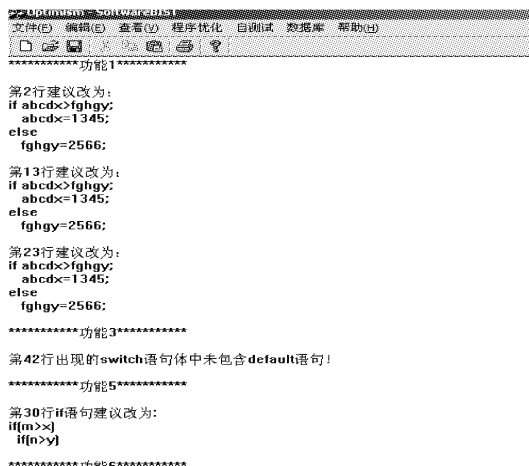 Optimism - SoftwareBIST
文件(F) 编辑(E) 查看(V) 程序优化 自测试 数据库 帮助(H)
***********功能1***********
第2行建议改为:
if abcdx>fghgy;
abcdx=1345;
else
fghgy=2566;
第13行建议改为:
if abcdx>fghgy;
abcdx=1345;
else
fghgy=2566;
第23行建议改为:
if abcdx>fghgy;
abcdx=1345;
else
fghgy=2566;
***********功能3***********
第42行出现的switch语句体中未包含default语句!
***********功能5***********
第30行if语句建议改为:
if(m>x)
if(n>y)
***********功能6***********